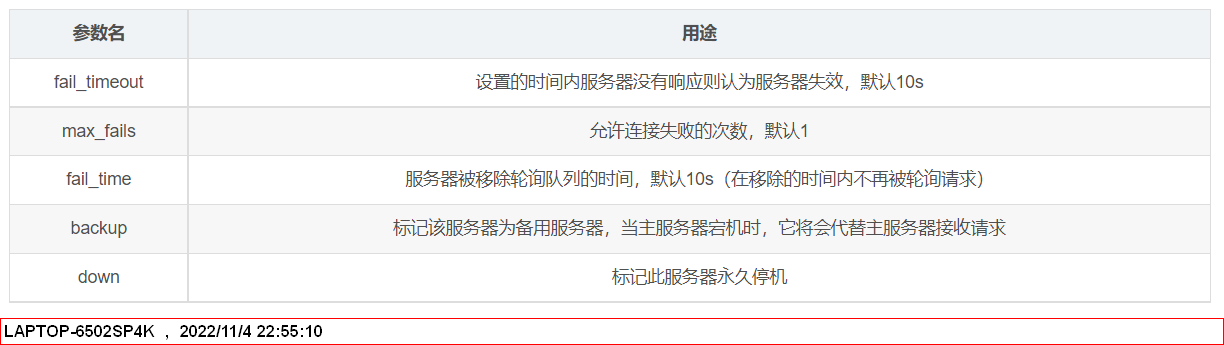 参数名 用途
fail_timeout 设置的时间内服务器没有响应则认为服务器失效，默认10s
max_fails 允许连接失败的次数，默认1
fail_time 服务器被移除轮询队列的时间，默认10s（在移除的时间内不再被轮询请求）
backup 标记该服务器为备用服务器，当主服务器宕机时，它将会代替主服务器接收请求
down 标记此服务器永久停机
LAPTOP-6502SP4K ，2022/11/4 22:55:10